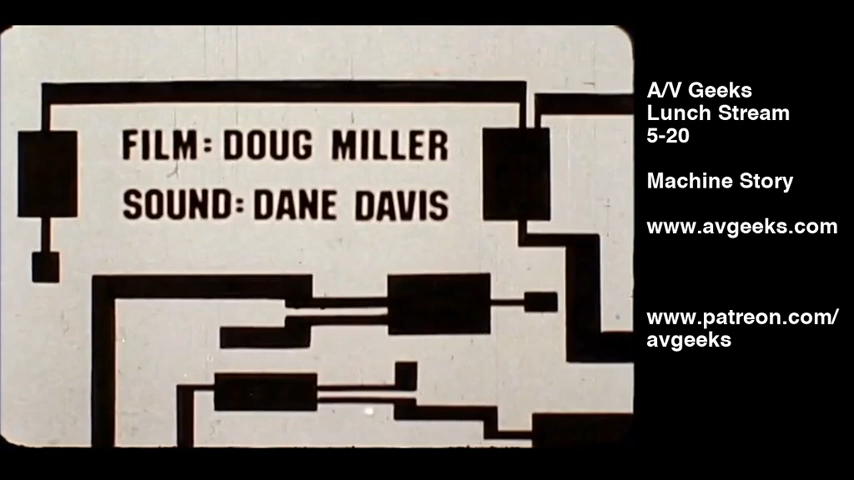 FILM: DOUG MILLER
SOUND: DANE DAVIS
A/V Geeks
Lunch Stream
5-20
Machine Story
www.avgeeks.com
www.patreon.com/
avgeeks